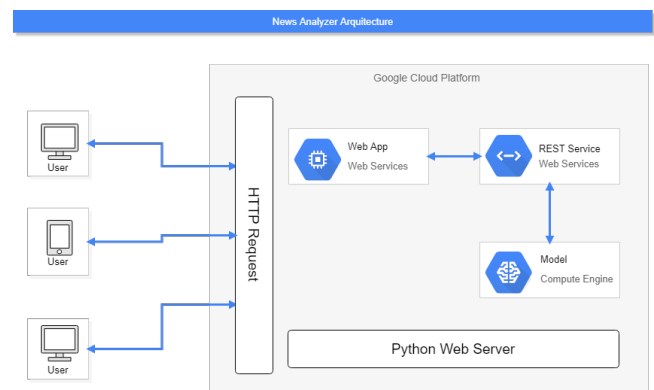 News Analyzer Arquitecture
Google Cloud Platform
User
User
User
HTTP Request
Web App
Web Services
REST Service
Web Services
Model
Compute Engine
Python Web Server